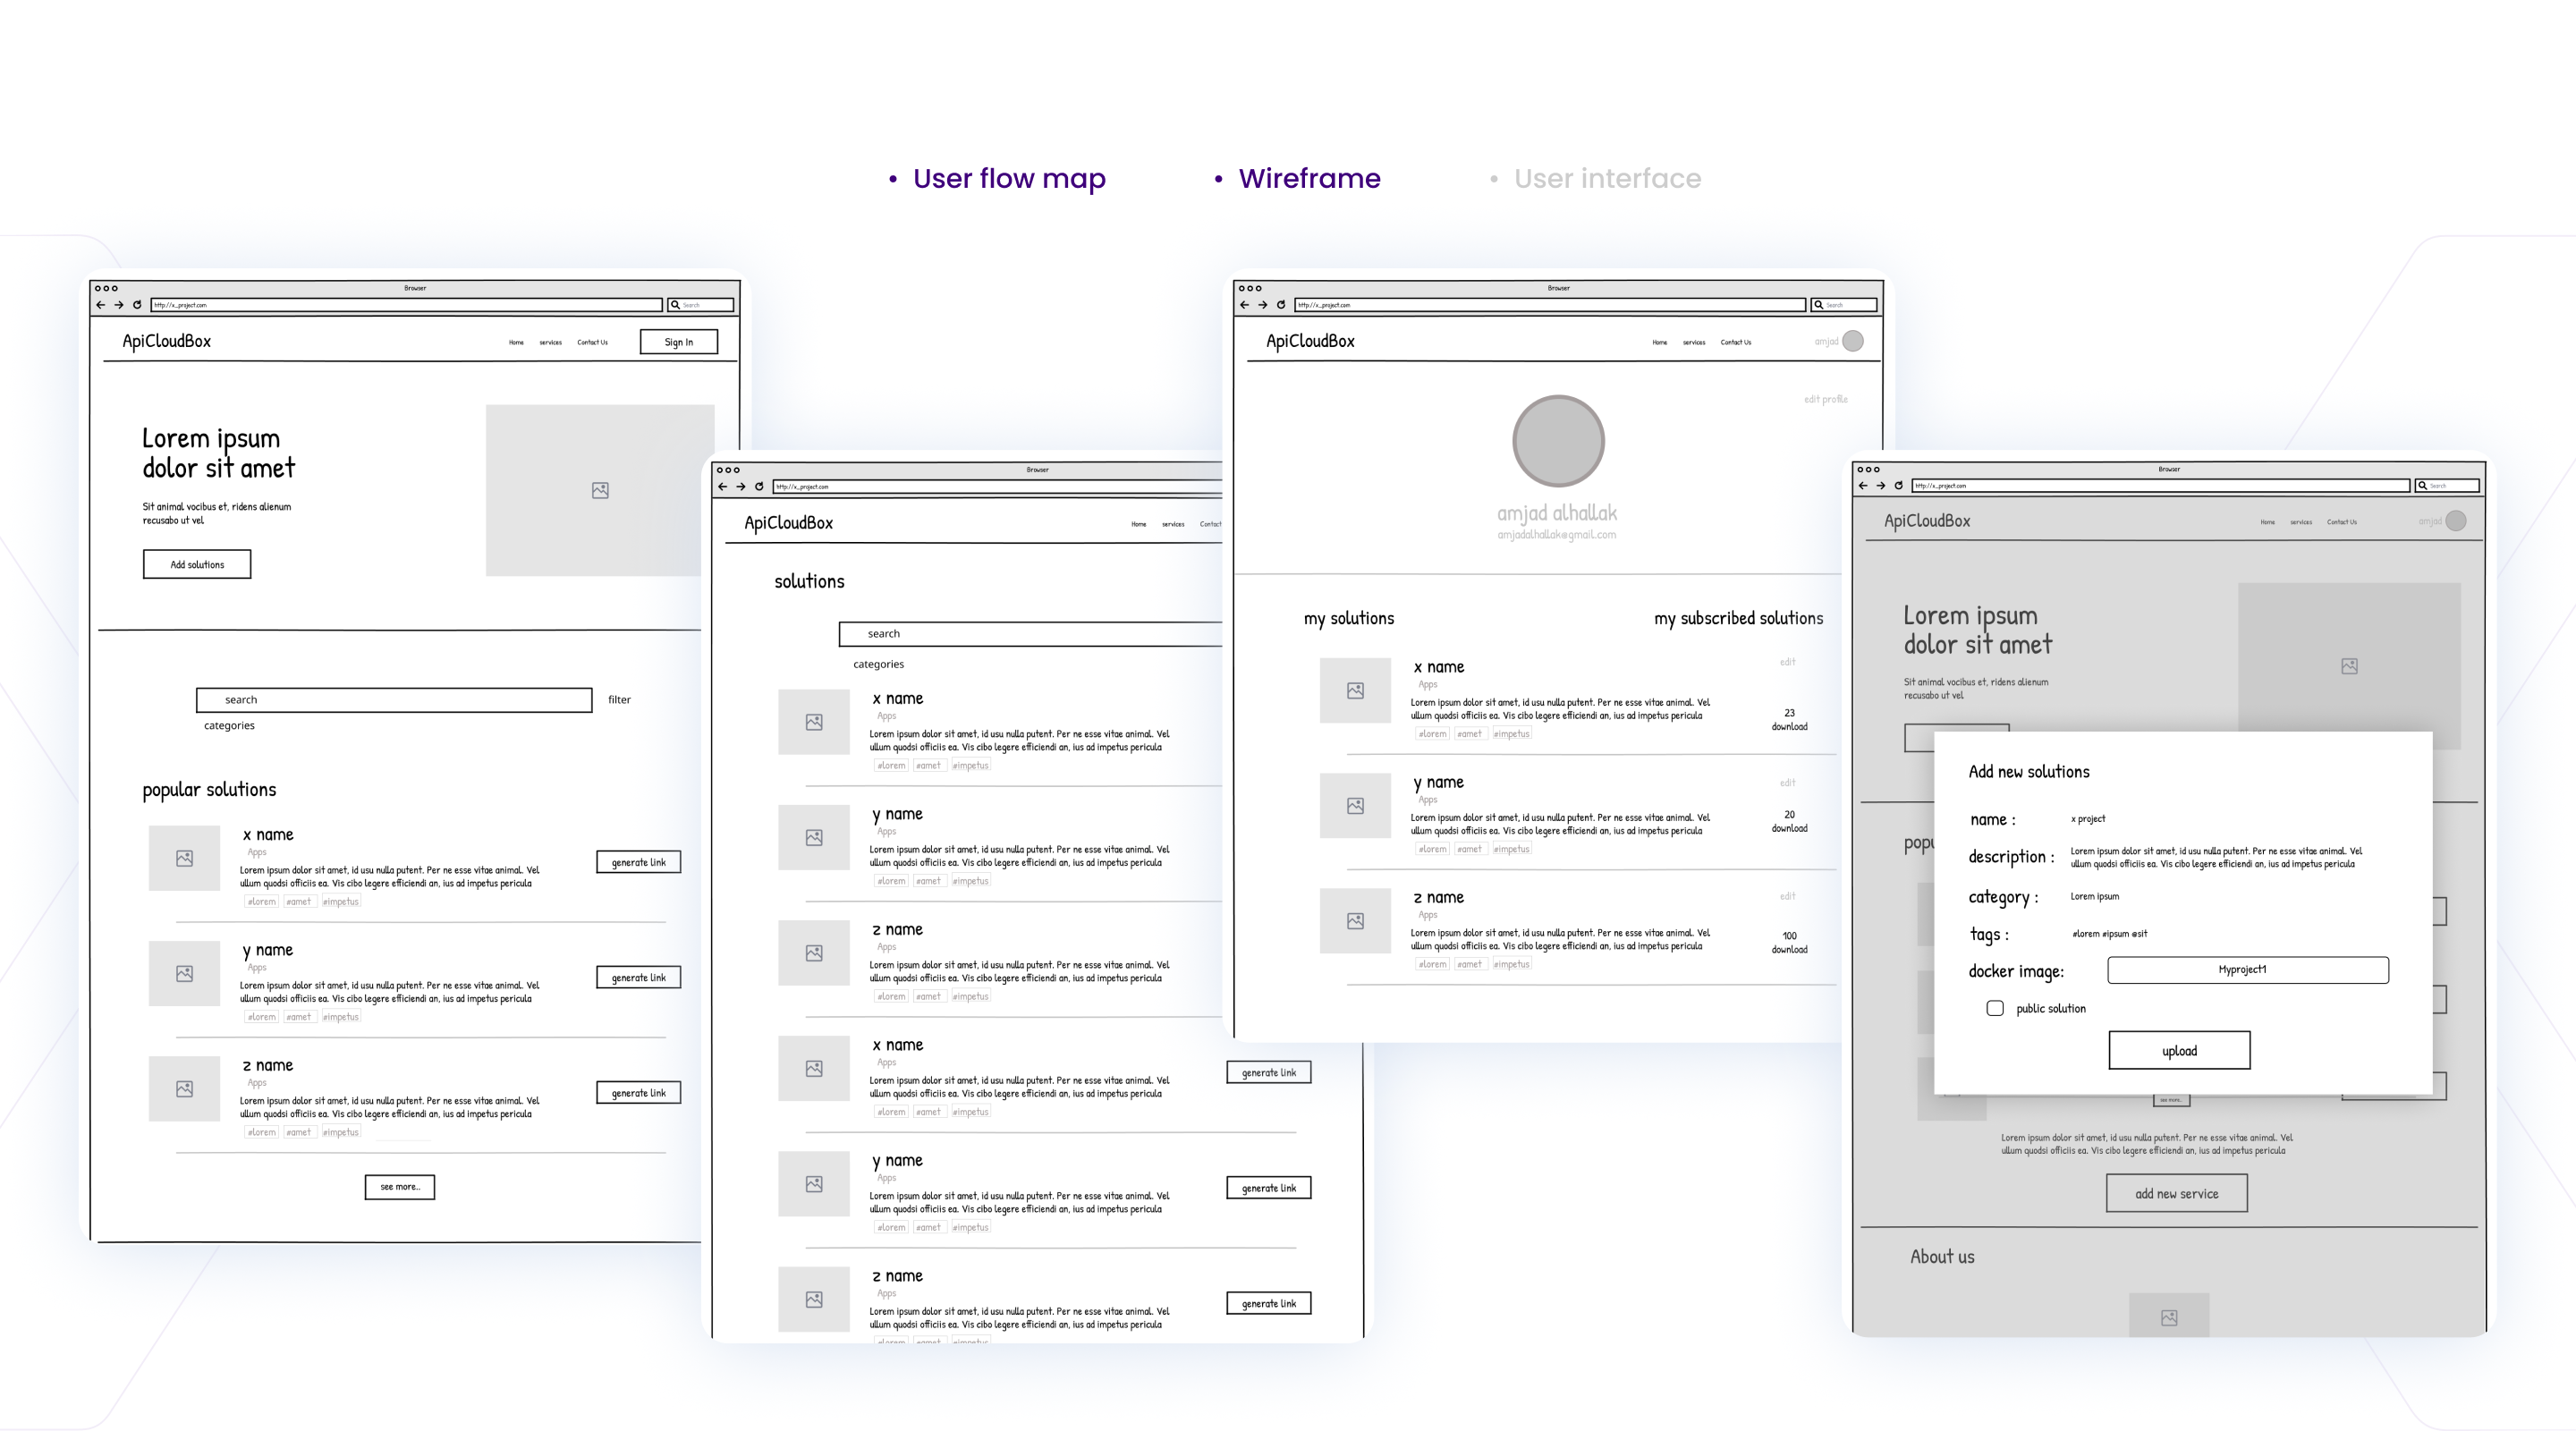 User flow map
Wireframe
User interface
Browser
http://x_project.com
Search
ApiCloudBox
Home
services
Contact Us
Sign In
Lorem ipsum
dolor sit amet
Sit animal vocibus et, ridens alienum
recusabo ut vel
Add solutions
search
filter
categories
popular solutions
x name
Apps
Lorem ipsum dolor sit amet, id usu nulla putent. Per ne esse vitae animal. Vel
ullum quodsi officiis ea. Vis cibo legere efficiendi an, ius ad impetus pericula
#lorem #amet #impetus
generate link
y name
Apps
Lorem ipsum dolor sit amet, id usu nulla putent. Per ne esse vitae animal. Vel
ullum quodsi officiis ea. Vis cibo legere efficiendi an, ius ad impetus pericula
#lorem #amet #impetus
generate link
z name
Apps
Lorem ipsum dolor sit amet, id usu nulla putent. Per ne esse vitae animal. Vel
ullum quodsi officiis ea. Vis cibo legere efficiendi an, ius ad impetus pericula
#lorem #amet #impetus
generate link
see more..
Browser
http://x_project.com
ApiCloudBox
Home
services
Contact
solutions
search
categories
x name
Apps
Lorem ipsum dolor sit amet, id usu nulla putent. Per ne esse vitae animal. Vel
ullum quodsi officiis ea. Vis cibo legere efficiendi an, ius ad impetus pericula
#lorem #amet #impetus
y name
Apps
Lorem ipsum dolor sit amet, id usu nulla putent. Per ne esse vitae animal. Vel
ullum quodsi officiis ea. Vis cibo legere efficiendi an, ius ad impetus pericula
#lorem #amet #impetus
z name
Apps
Lorem ipsum dolor sit amet, id usu nulla putent. Per ne esse vitae animal. Vel
ullum quodsi officiis ea. Vis cibo legere efficiendi an, ius ad impetus pericula
#lorem #amet #impetus
x name
Apps
Lorem ipsum dolor sit amet, id usu nulla putent. Per ne esse vitae animal. Vel
ullum quodsi officiis ea. Vis cibo legere efficiendi an, ius ad impetus pericula
#lorem #amet #impetus
generate link
y name
Apps
Lorem ipsum dolor sit amet, id usu nulla putent. Per ne esse vitae animal. Vel
ullum quodsi officiis ea. Vis cibo legere efficiendi an, ius ad impetus pericula
#lorem #amet #impetus
generate link
z name
Apps
Lorem ipsum dolor sit amet, id usu nulla putent. Per ne esse vitae animal. Vel
ullum quodsi officiis ea. Vis cibo legere efficiendi an, ius ad impetus pericula
#lorem #amet #impetus
generate link
Browser
http://x_project.com
Search
ApiCloudBox
Home
services
Contact Us
amjad
edit profile
amjad alhallak
amjadalhallak@gmail.com
my solutions
my subscribed solutions
x name
Apps
Lorem ipsum dolor sit amet, id usu nulla putent. Per ne esse vitae animal. Vel
ullum quodsi officiis ea. Vis cibo legere efficiendi an, ius ad impetus pericula
#lorem #amet #impetus
edit
23
download
y name
Apps
Lorem ipsum dolor sit amet, id usu nulla putent. Per ne esse vitae animal. Vel
ullum quodsi officiis ea. Vis cibo legere efficiendi an, ius ad impetus pericula
#lorem #amet #impetus
edit
20
download
z name
Apps
Lorem ipsum dolor sit amet, id usu nulla putent. Per ne esse vitae animal. Vel
ullum quodsi officiis ea. Vis cibo legere efficiendi an, ius ad impetus pericula
#lorem #amet #impetus
edit
100
download
Browser
http://x_project.com
Search
ApiCloudBox
Home
services
Contact Us
amjad
Lorem ipsum
dolor sit amet
Sit animal vocibus et, ridens alienum
recusabo ut vel
popu
Add new solutions
name : x project
description : Lorem ipsum dolor sit amet, id usu nulla putent. Per ne esse vitae animal. Vel
ullum quodsi officiis ea. Vis cibo legere efficiendi an, ius ad impetus pericula
category : Lorem ipsum
tags : #lorem #ipsum @sit
docker image: Myproject1
public solution
upload
see more..
Lorem ipsum dolor sit amet, id usu nulla putent. Per ne esse vitae animal. Vel
ullum quodsi officiis ea. Vis cibo legere efficiendi an, ius ad impetus pericula
add new service
About us